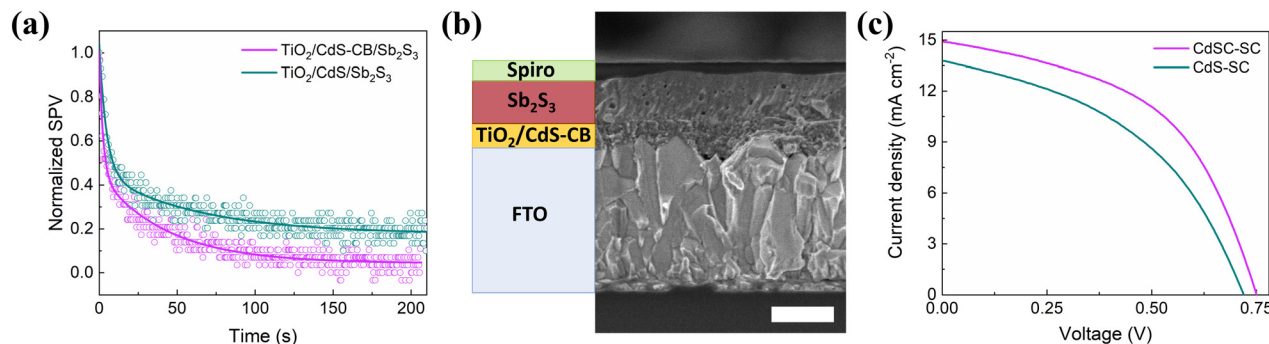 (a)
TiO₂/CdS-CB/Sb₂S₃
TiO₂/CdS/Sb₂S₃
Normalized SPV
1.0
0.8
0.6
0.4
0.2
0.0
0
50
100
150
200
Time (s)
(b)
Spiro
Sb₂S₃
TiO₂/CdS-CB
FTO
(c)
CdSC-SC
CdS-SC
Current density (mA cm⁻²)
15
12
9
6
3
0
0.00
0.25
0.50
0.75
Voltage (V)